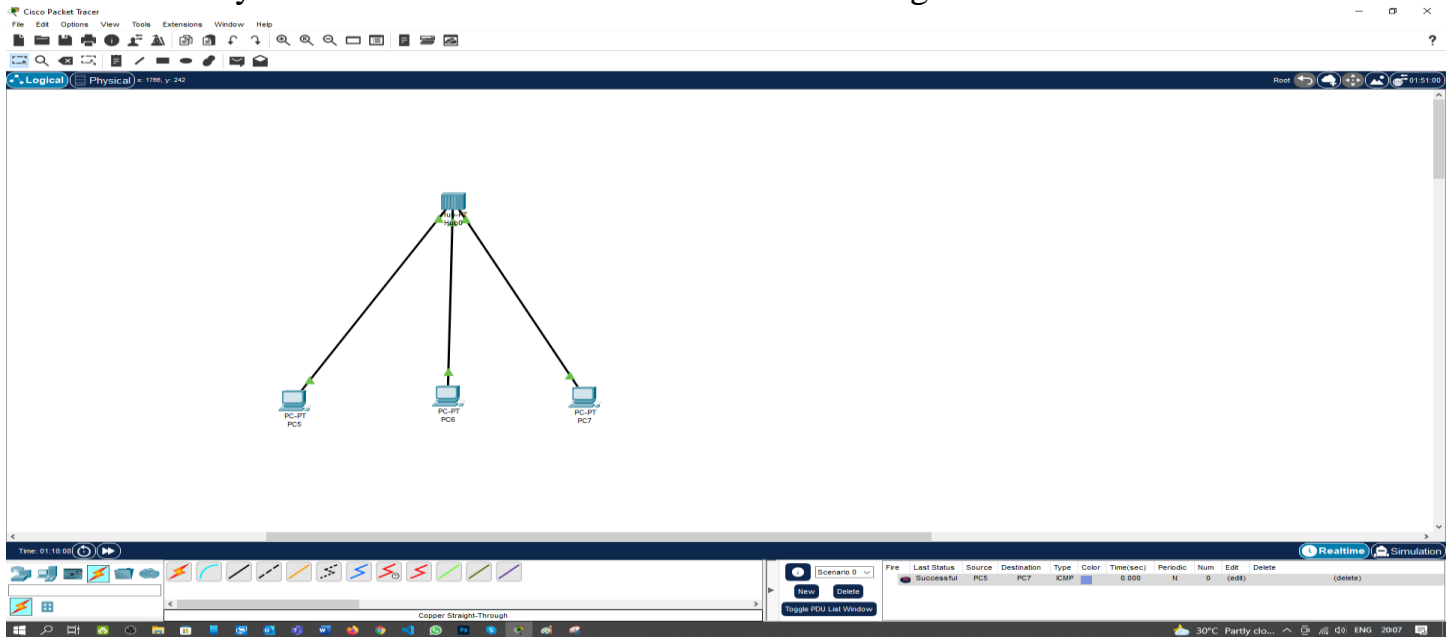 Cisco Packet Tracer
File Edit Options View Tools Extensions Window Help
?
Logical Physical x: 1766, y: 242 Root 01:51:00
Hub-PT
Hub0
PC-PT
PC5
PC-PT
PC6
PC-PT
PC7
Time: 01:18:08 Realtime Simulation
Scenario 0
New Delete
Toggle PDU List Window
Fire Last Status Source Destination Type Color Time(sec) Periodic Num Edit Delete
Successful PC5 PC7 ICMP 0.000 N 0 (edit) (delete)
Copper Straight-Through
30°C Partly clo... ENG 20:07